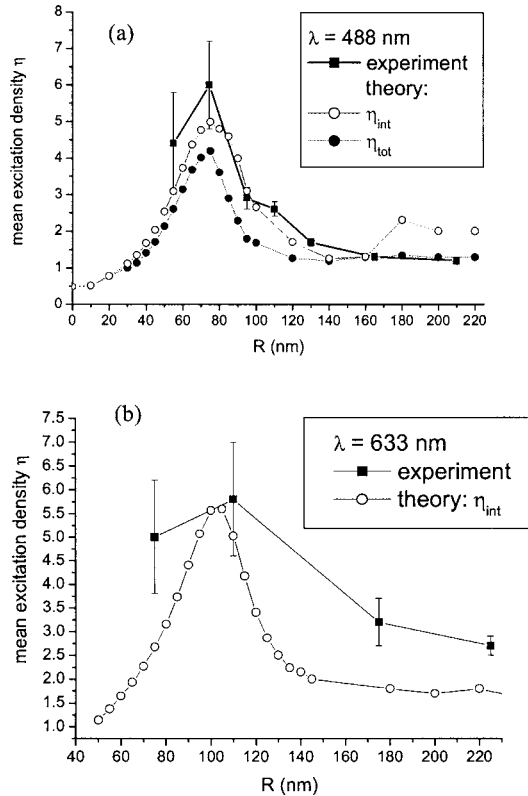 (a)
λ = 488 nm
experiment
theory:
η_int
η_tot
mean excitation density η
8
7
6
5
4
3
2
1
0
0 20 40 60 80 100 120 140 160 180 200 220
R (nm)
(b)
λ = 633 nm
experiment
theory: η_int
mean excitation density η
7.5
7.0
6.5
6.0
5.5
5.0
4.5
4.0
3.5
3.0
2.5
2.0
1.5
1.0
40 60 80 100 120 140 160 180 200 220
R (nm)